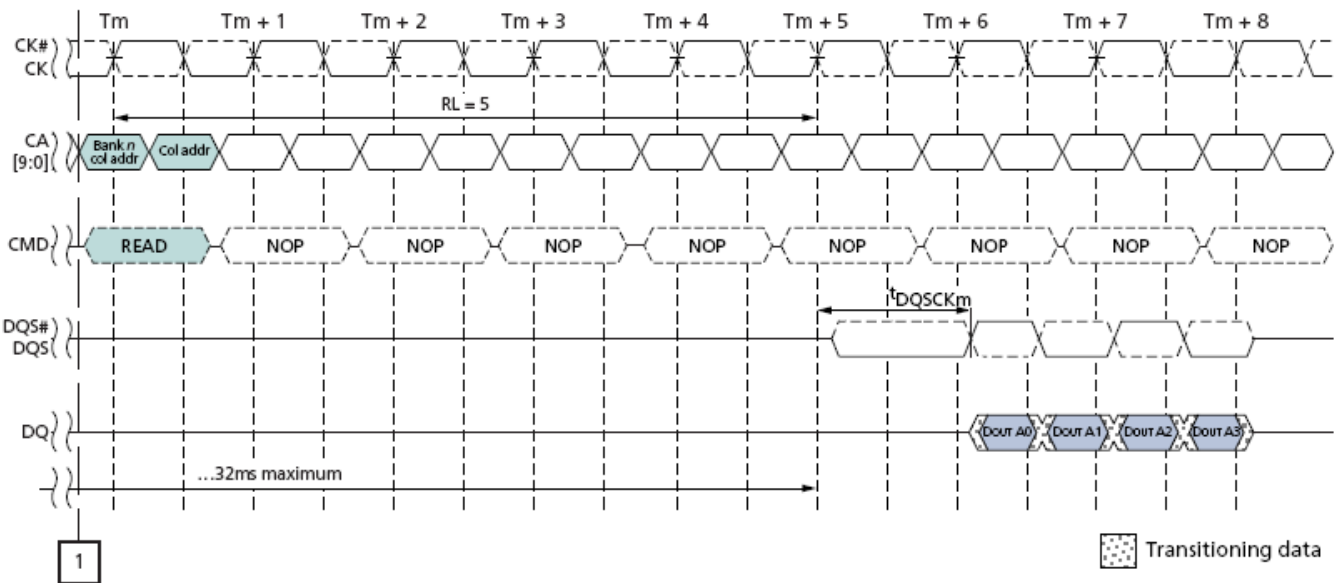 Tm Tm + 1 Tm + 2 Tm + 3 Tm + 4 Tm + 5 Tm + 6 Tm + 7 Tm + 8
CK#
CK
RL = 5
CA
[9:0]
Bank n
col addr
Col addr
CMD READ NOP NOP NOP NOP NOP NOP NOP NOP
tDQSCKm
DQS#
DQS
DQ DOUT A0 DOUT A1 DOUT A2 DOUT A3
...32ms maximum
1
Transitioning data